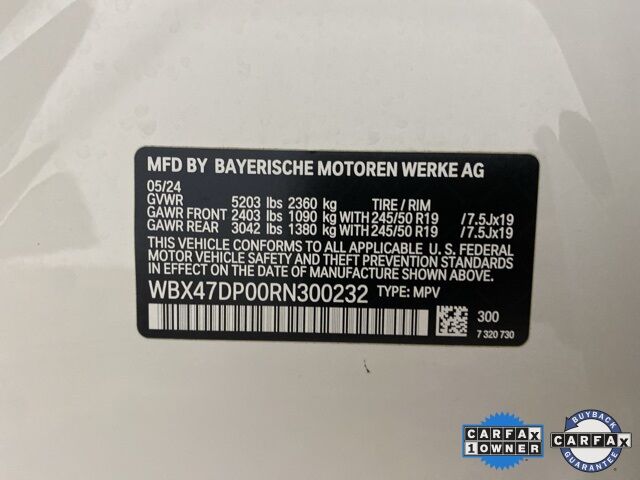 MFD BY BAYERISCHE MOTOREN WERKE AG
05/24
GVWR 5203 lbs 2360 kg TIRE / RIM
GAWR FRONT 2403 lbs 1090 kg WITH 245/50 R19 /7.5Jx19
GAWR REAR 3042 lbs 1380 kg WITH 245/50 R19 /7.5Jx19
THIS VEHICLE CONFORMS TO ALL APPLICABLE U. S. FEDERAL
MOTOR VEHICLE SAFETY AND THEFT PREVENTION STANDARDS
IN EFFECT ON THE DATE OF MANUFACTURE SHOWN ABOVE.
WBX47DP00RN300232 TYPE: MPV
300
7 320 730
CARFAX
1 OWNER
BUYBACK
CARFAX
GUARANTEE